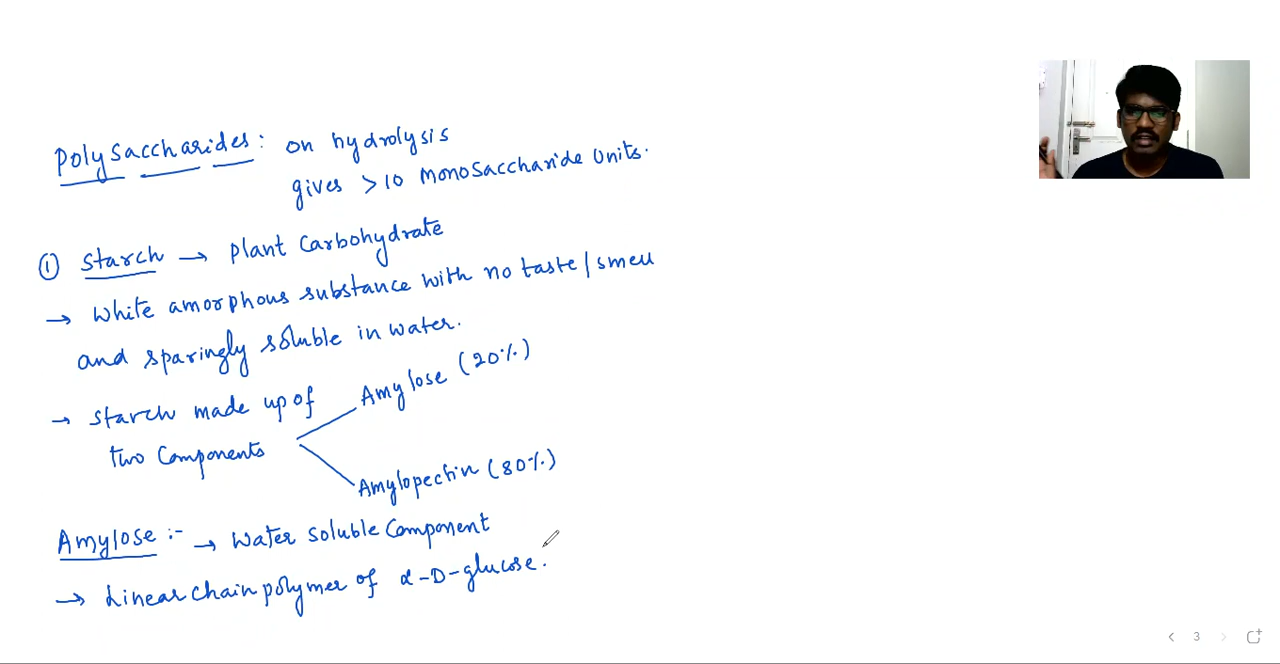 Polysaccharides : on hydrolysis
gives > 10 monosaccharide units.
① Starch → plant carbohydrate
→ White amorphous substance with no taste/smell
and sparingly soluble in water.
→ Starch made up of
two components
Amylose (20%)
Amylopectin (80%)
Amylose :- → Water soluble component
→ Linear chain polymer of α-D-glucose.
3